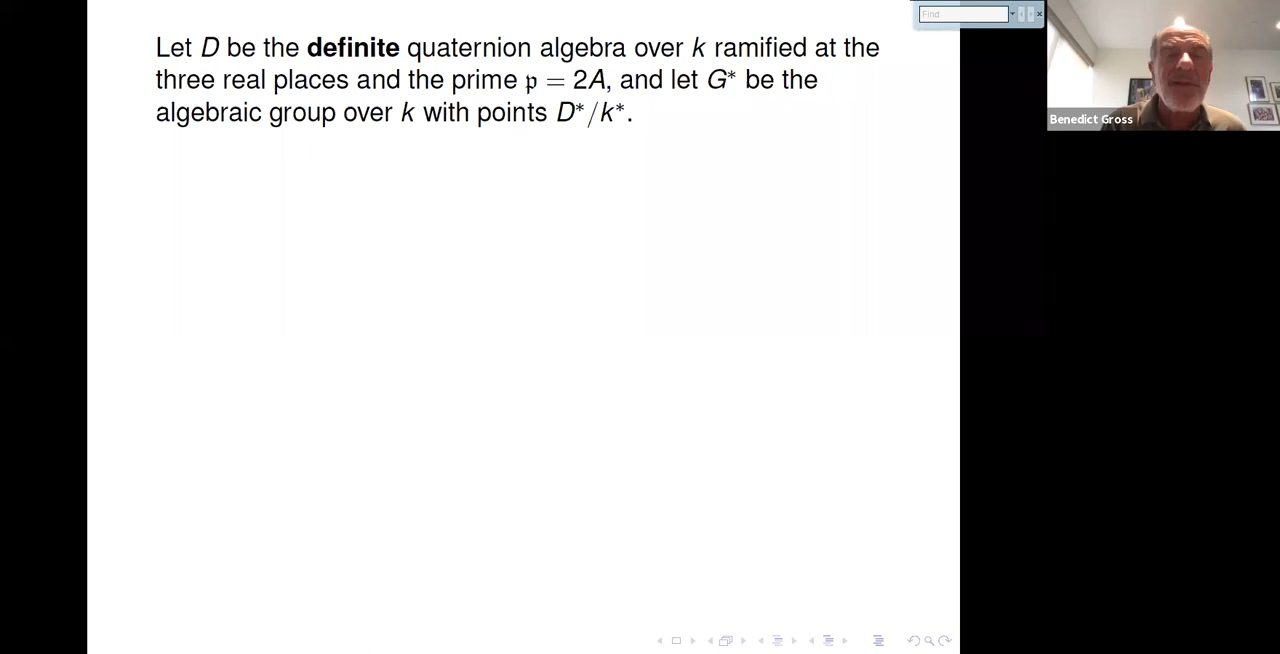 Let D be the definite quaternion algebra over k ramified at the
three real places and the prime 𝔭 = 2A, and let G* be the
algebraic group over k with points D*/k*.
Find
Benedict Gross